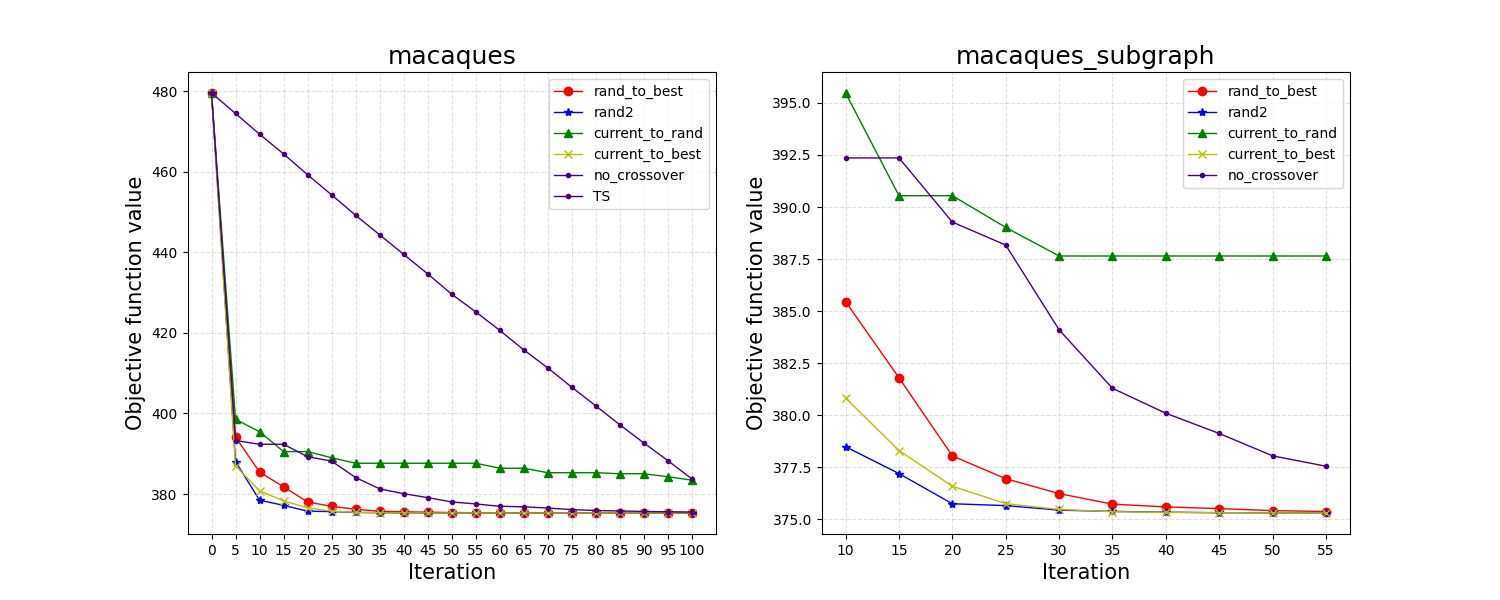 macaques
Objective function value
480
460
440
420
400
380
rand_to_best
rand2
current_to_rand
current_to_best
no_crossover
TS
0 5 10 15 20 25 30 35 40 45 50 55 60 65 70 75 80 85 90 95 100
Iteration
macaques_subgraph
Objective function value
395.0
392.5
390.0
387.5
385.0
382.5
380.0
377.5
375.0
rand_to_best
rand2
current_to_rand
current_to_best
no_crossover
10 15 20 25 30 35 40 45 50 55
Iteration